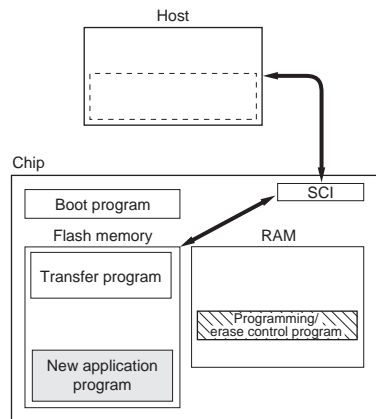 Host
Chip
SCI
Boot program
Flash memory
RAM
Transfer program
Programming/
erase control program
New application
program